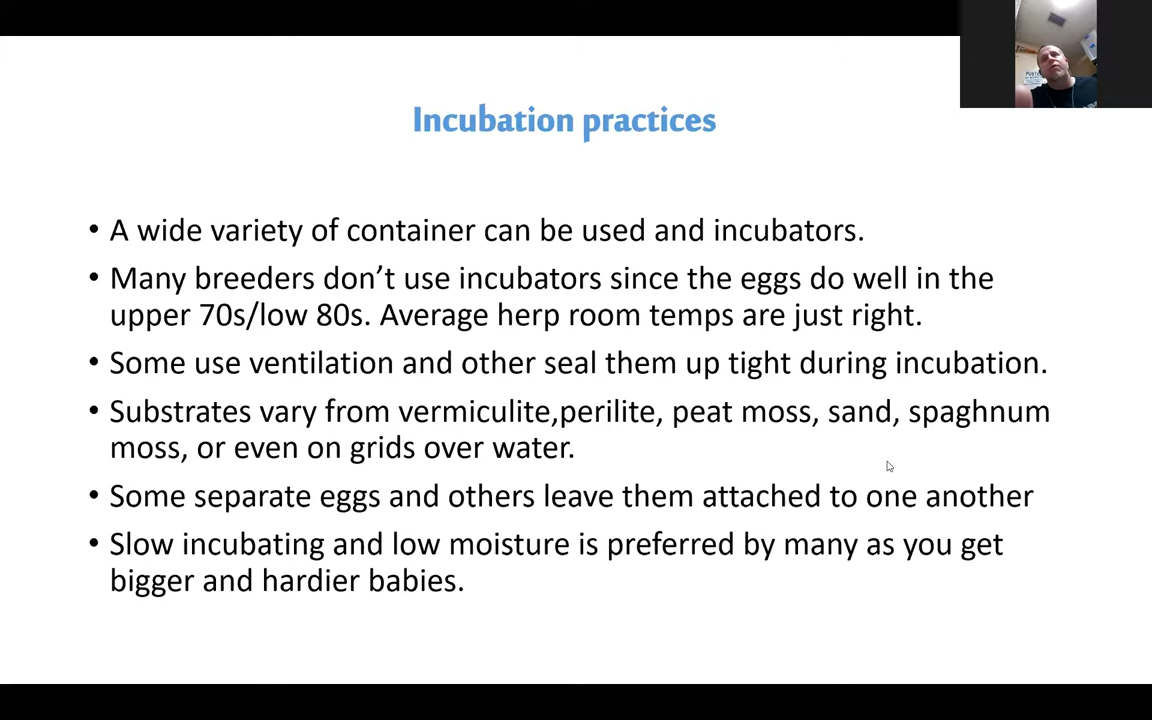 Incubation practices
• A wide variety of container can be used and incubators.
• Many breeders don’t use incubators since the eggs do well in the
upper 70s/low 80s. Average herp room temps are just right.
• Some use ventilation and other seal them up tight during incubation.
• Substrates vary from vermiculite,perilite, peat moss, sand, spaghnum
moss, or even on grids over water.
• Some separate eggs and others leave them attached to one another
• Slow incubating and low moisture is preferred by many as you get
bigger and hardier babies.